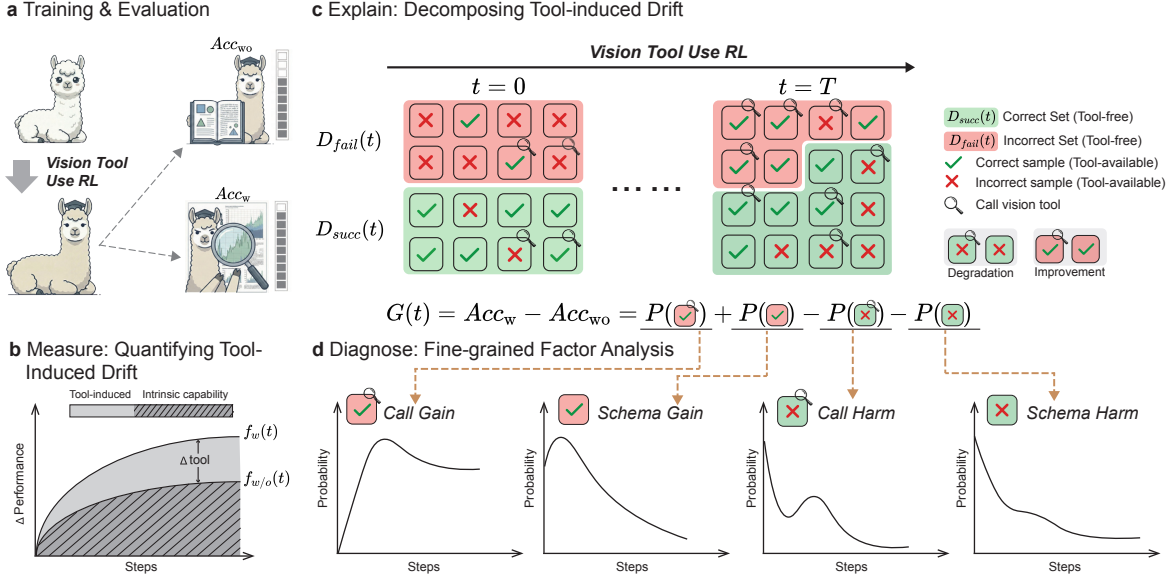 a Training & Evaluation
Acc_wo
Vision Tool
Use RL
Acc_w
b Measure: Quantifying Tool-
Induced Drift
Tool-induced
Intrinsic capability
f_w(t)
Δ tool
f_w/o(t)
Δ Performance
Steps
c Explain: Decomposing Tool-induced Drift
Vision Tool Use RL
t = 0
t = T
D_fail(t)
D_succ(t)
... ...
D_succ(t) Correct Set (Tool-free)
D_fail(t) Incorrect Set (Tool-free)
Correct sample (Tool-available)
Incorrect sample (Tool-available)
Call vision tool
Degradation
Improvement
G(t) = Acc_w − Acc_wo = P(✓) + P(✓) − P(✗) − P(✗)
d Diagnose: Fine-grained Factor Analysis
Call Gain
Probability
Steps
Schema Gain
Probability
Steps
Call Harm
Probability
Steps
Schema Harm
Probability
Steps